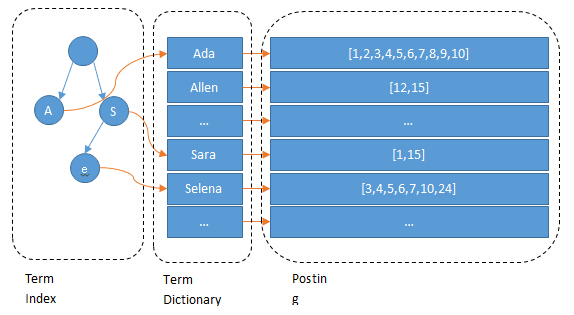 A
S
e
Ada
[1,2,3,4,5,6,7,8,9,10]
Allen
[12,15]
...
...
Sara
[1,15]
Selena
[3,4,5,6,7,10,24]
...
...
Term
Index
Term
Dictionary
Postin
g